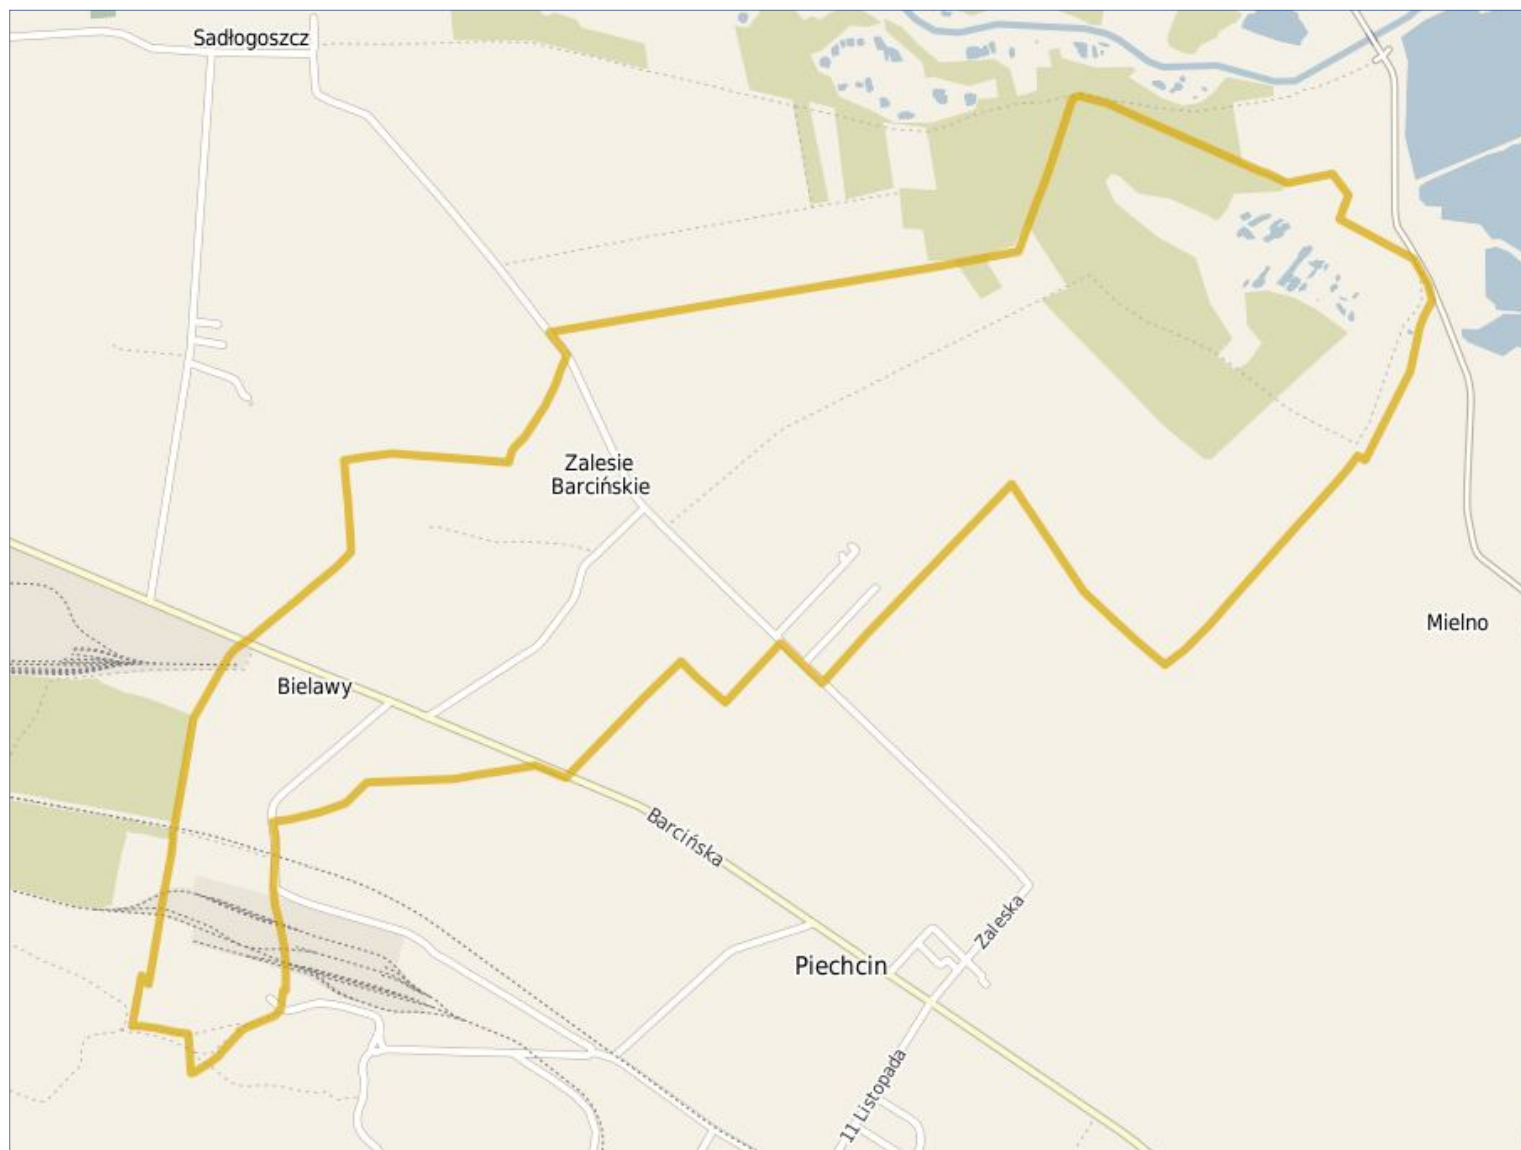 Sadłogoszcz
Zalesie
Barcińskie
Mielno
Bielawy
Barcińska
Zaleska
Piechcin
11 Listopada